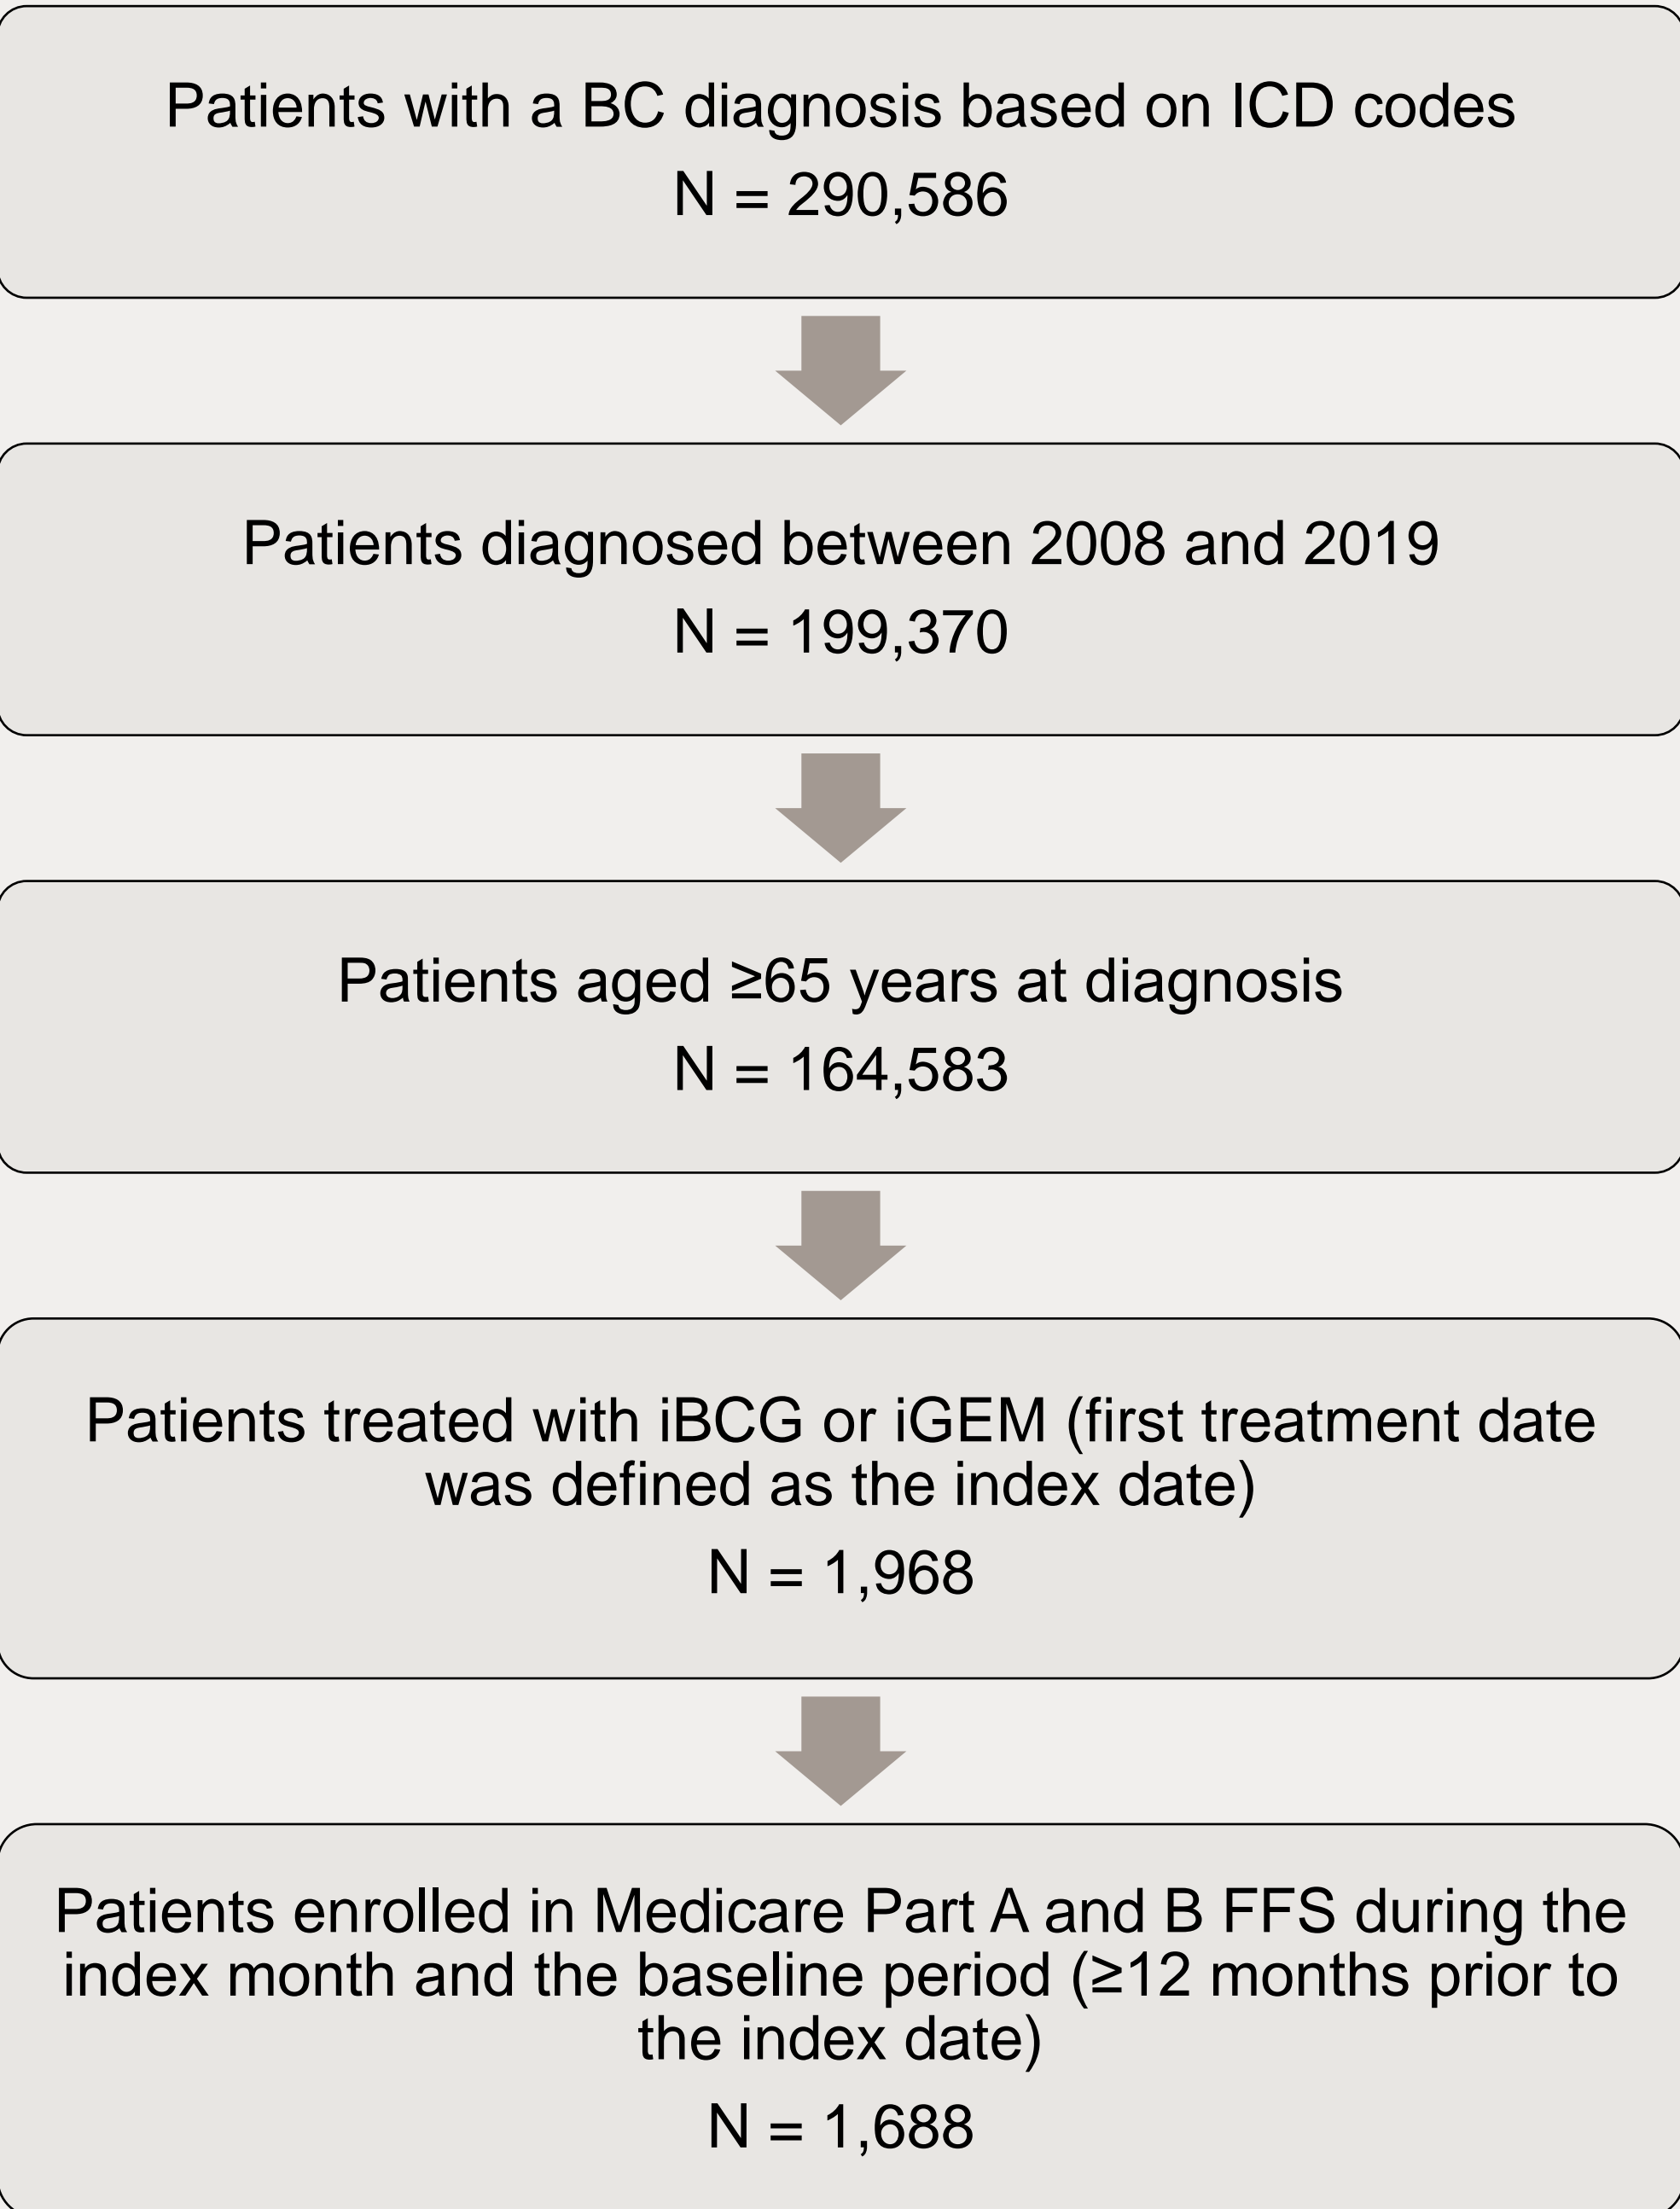 Patients with a BC diagnosis based on ICD codes
N = 290,586
Patients diagnosed between 2008 and 2019
N = 199,370
Patients aged ≥65 years at diagnosis
N = 164,583
Patients treated with iBCG or iGEM (first treatment date
was defined as the index date)
N = 1,968
Patients enrolled in Medicare Part A and B FFS during the
index month and the baseline period (≥12 months prior to
the index date)
N = 1,688